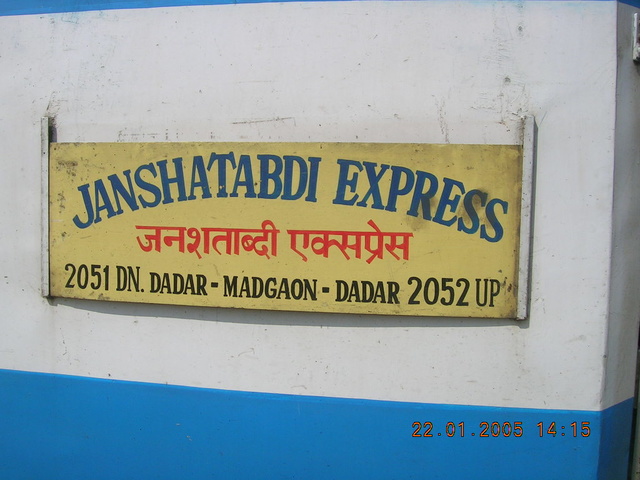 JANSHATABDI EXPRESS
जनशताब्दी एक्सप्रेस
2051 DN. DADAR - MADGAON - DADAR 2052 UP
22.01.2005 14:15